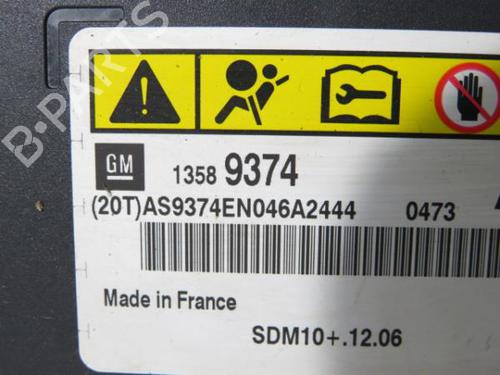 B-PARTS
GM 1358 9374
(20T)AS9374EN046A2444 0473
Made in France
SDM10+.12.06